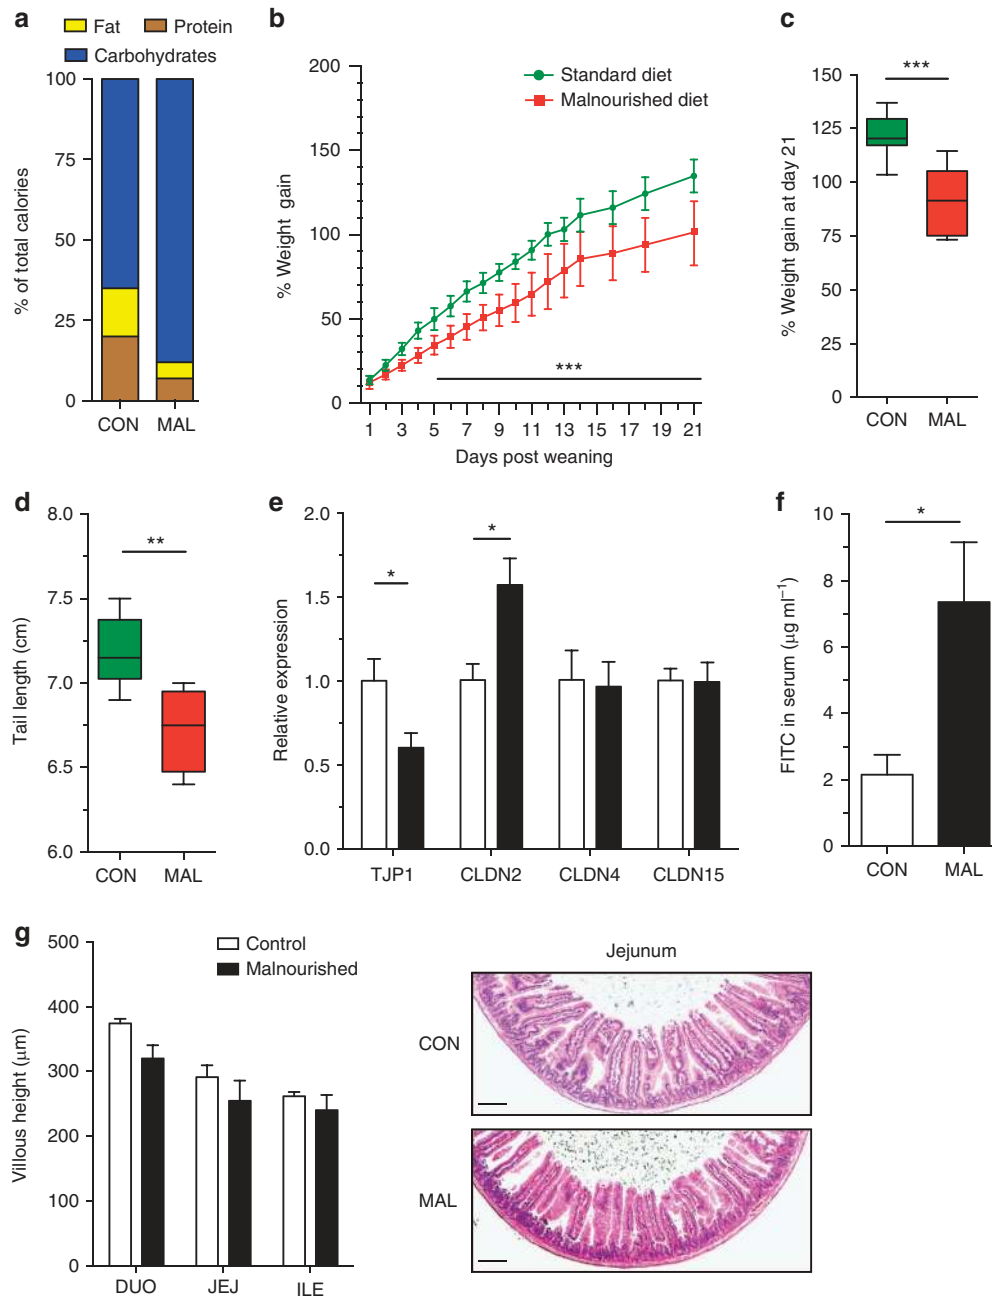 a
Fat
Protein
Carbohydrates
% of total calories
100
75
50
25
0
CON
MAL
b
Standard diet
Malnourished diet
% Weight gain
200
150
100
50
0
***
1 3 5 7 9 11 13 15 17 19 21
Days post weaning
c
***
% Weight gain at day 21
150
125
100
75
50
25
0
CON
MAL
d
**
Tail length (cm)
8.0
7.5
7.0
6.5
6.0
CON
MAL
e
*
*
Relative expression
2.0
1.5
1.0
0.5
0.0
TJP1
CLDN2
CLDN4
CLDN15
f
*
FITC in serum (μg ml⁻¹)
10
8
6
4
2
0
CON
MAL
g
Control
Malnourished
Villous height (μm)
500
400
300
200
100
0
DUO
JEJ
ILE
Jejunum
CON
MAL